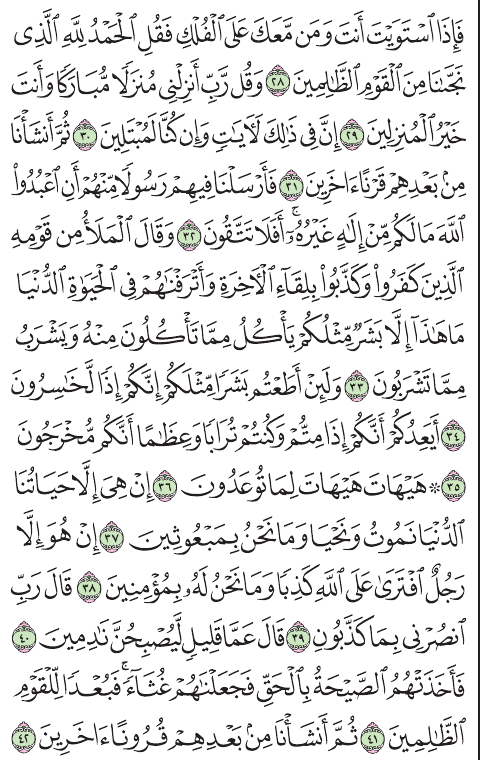 فَإِذَا ٱسْتَوَيْتَ أَنتَ وَمَن مَّعَكَ عَلَى ٱلْفُلْكِ فَقُلِ ٱلْحَمْدُ لِلَّهِ ٱلَّذِى
نَجَّىٰنَا مِنَ ٱلْقَوْمِ ٱلظَّٰلِمِينَ ٢٨ وَقُل رَّبِّ أَنزِلْنِى مُنزَلًا مُّبَارَكًا وَأَنتَ
خَيْرُ ٱلْمُنزِلِينَ ٢٩ إِنَّ فِى ذَٰلِكَ لَءَايَٰتٍ وَإِن كُنَّا لَمُبْتَلِينَ ٣٠ ثُمَّ أَنشَأْنَا
مِنۢ بَعْدِهِمْ قَرْنًا ءَاخَرِينَ ٣١ فَأَرْسَلْنَا فِيهِمْ رَسُولًا مِّنْهُمْ أَنِ ٱعْبُدُوا۟
ٱللَّهَ مَا لَكُم مِّنْ إِلَٰهٍ غَيْرُهُۥٓ ۚ أَفَلَا تَتَّقُونَ ٣٢ وَقَالَ ٱلْمَلَأُ مِن قَوْمِهِ
ٱلَّذِينَ كَفَرُوا۟ وَكَذَّبُوا۟ بِلِقَآءِ ٱلْءَاخِرَةِ وَأَتْرَفْنَٰهُمْ فِى ٱلْحَيَوٰةِ ٱلدُّنْيَا
مَا هَٰذَآ إِلَّا بَشَرٌ مِّثْلُكُمْ يَأْكُلُ مِمَّا تَأْكُلُونَ مِنْهُ وَيَشْرَبُ
مِمَّا تَشْرَبُونَ ٣٣ وَلَئِنْ أَطَعْتُم بَشَرًا مِّثْلَكُمْ إِنَّكُمْ إِذًا لَّخَٰسِرُونَ
٣٤ أَيَعِدُكُمْ أَنَّكُمْ إِذَا مِتُّمْ وَكُنتُمْ تُرَابًا وَعِظَٰمًا أَنَّكُم مُّخْرَجُونَ
٣٥ * هَيْهَاتَ هَيْهَاتَ لِمَا تُوعَدُونَ ٣٦ إِنْ هِىَ إِلَّا حَيَاتُنَا
ٱلدُّنْيَا نَمُوتُ وَنَحْيَا وَمَا نَحْنُ بِمَبْعُوثِينَ ٣٧ إِنْ هُوَ إِلَّا
رَجُلٌ ٱفْتَرَىٰ عَلَى ٱللَّهِ كَذِبًا وَمَا نَحْنُ لَهُۥ بِمُؤْمِنِينَ ٣٨ قَالَ رَبِّ
ٱنصُرْنِى بِمَا كَذَّبُونِ ٣٩ قَالَ عَمَّا قَلِيلٍ لَّيُصْبِحُنَّ نَٰدِمِينَ ٤٠
فَأَخَذَتْهُمُ ٱلصَّيْحَةُ بِٱلْحَقِّ فَجَعَلْنَٰهُمْ غُثَآءً ۚ فَبُعْدًا لِّلْقَوْمِ
ٱلظَّٰلِمِينَ ٤١ ثُمَّ أَنشَأْنَا مِنۢ بَعْدِهِمْ قُرُونًا ءَاخَرِينَ ٤٢